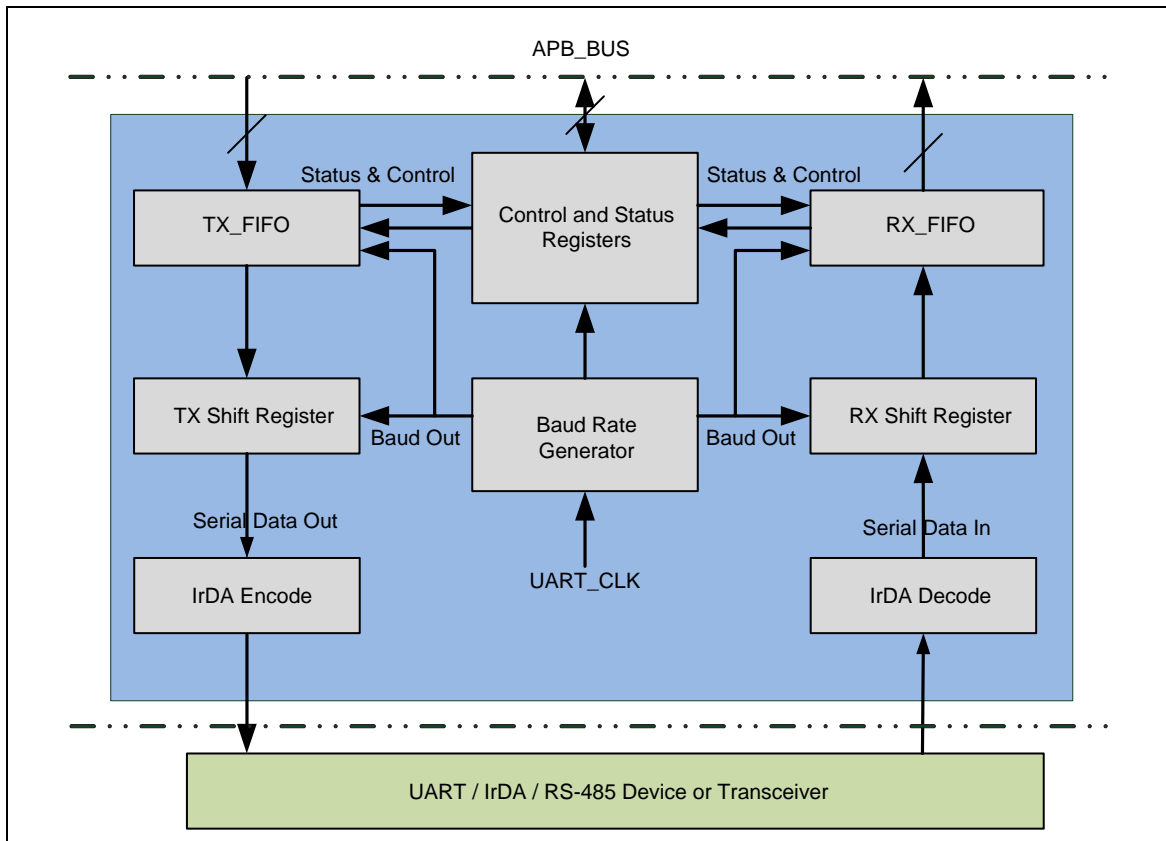 APB_BUS
Status & Control
Status & Control
TX_FIFO
Control and Status
Registers
RX_FIFO
TX Shift Register
Baud Out
Baud Rate
Generator
Baud Out
RX Shift Register
Serial Data Out
Serial Data In
IrDA Encode
UART_CLK
IrDA Decode
UART / IrDA / RS-485 Device or Transceiver